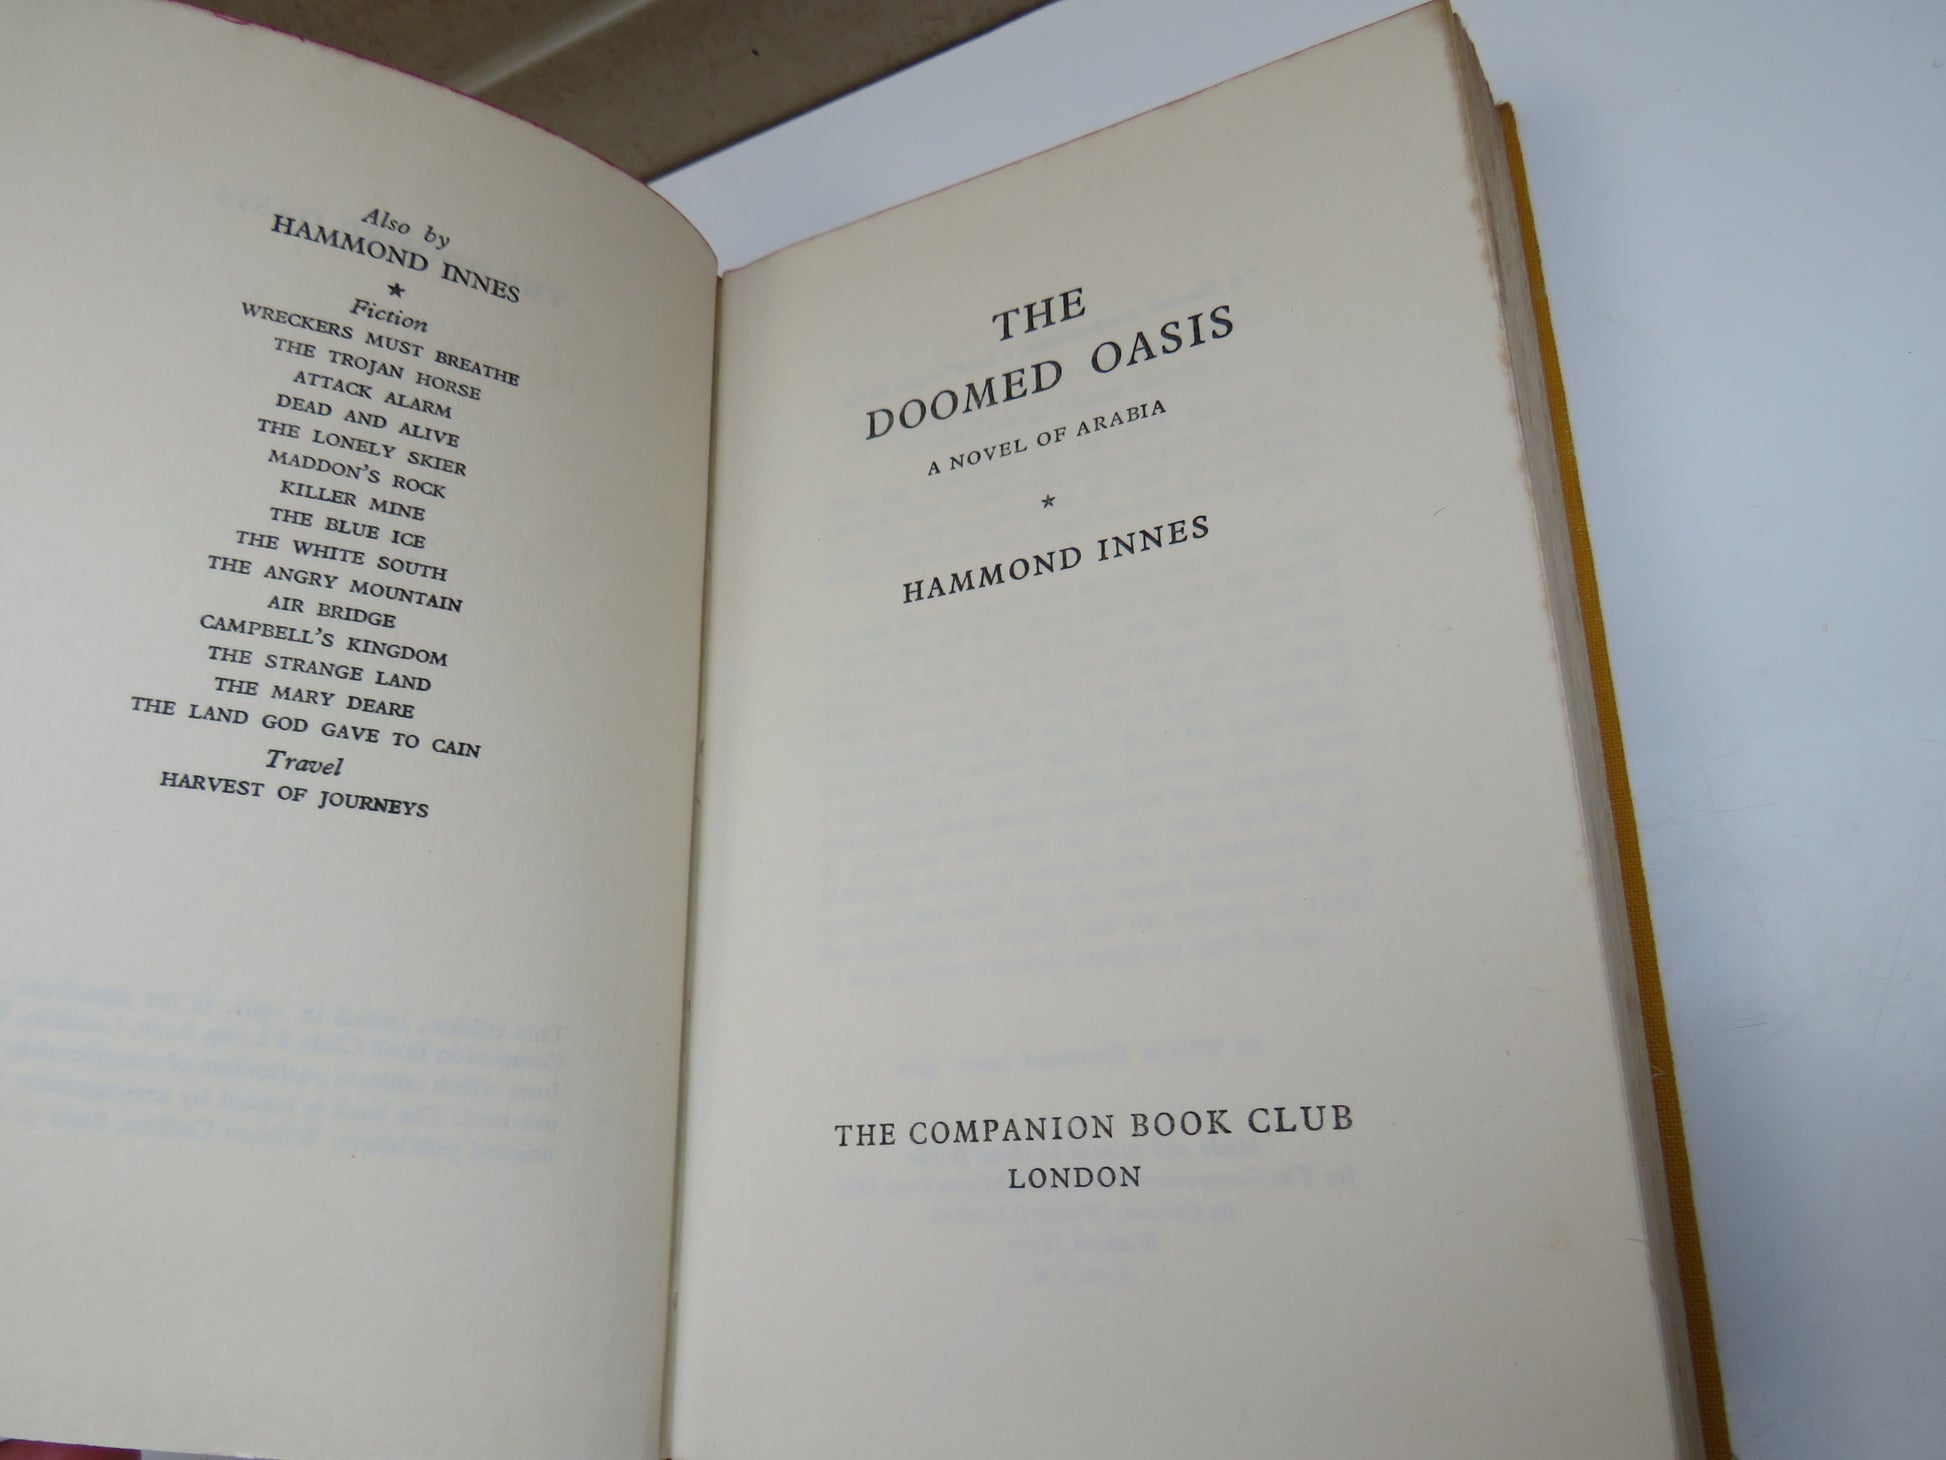 Also by
HAMMOND INNES
★
Fiction
WRECKERS MUST BREATHE
THE TROJAN HORSE
ATTACK ALARM
DEAD AND ALIVE
THE LONELY SKIER
MADDON'S ROCK
KILLER MINE
THE BLUE ICE
THE WHITE SOUTH
THE ANGRY MOUNTAIN
AIR BRIDGE
CAMPBELL'S KINGDOM
THE STRANGE LAND
THE MARY DEARE
THE LAND GOD GAVE TO CAIN
Travel
HARVEST OF JOURNEYS
THE
DOOMED OASIS
A NOVEL OF ARABIA
★
HAMMOND INNES
THE COMPANION BOOK CLUB
LONDON